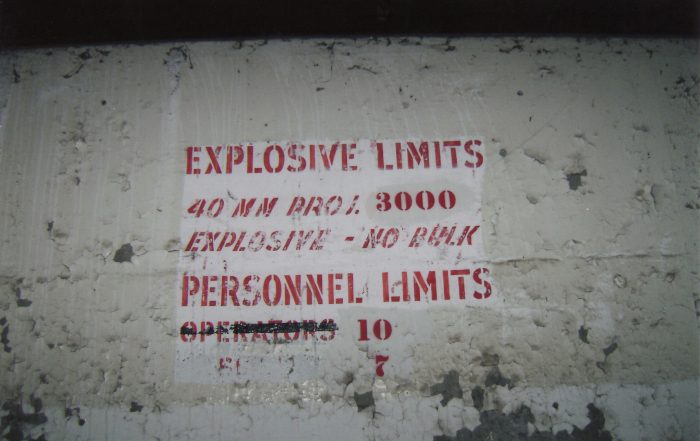 EXPLOSIVE LIMITS
40 MM PROJ. 3000
EXPLOSIVE - NO BULK
PERSONNEL LIMITS
OPERATORS 10
7